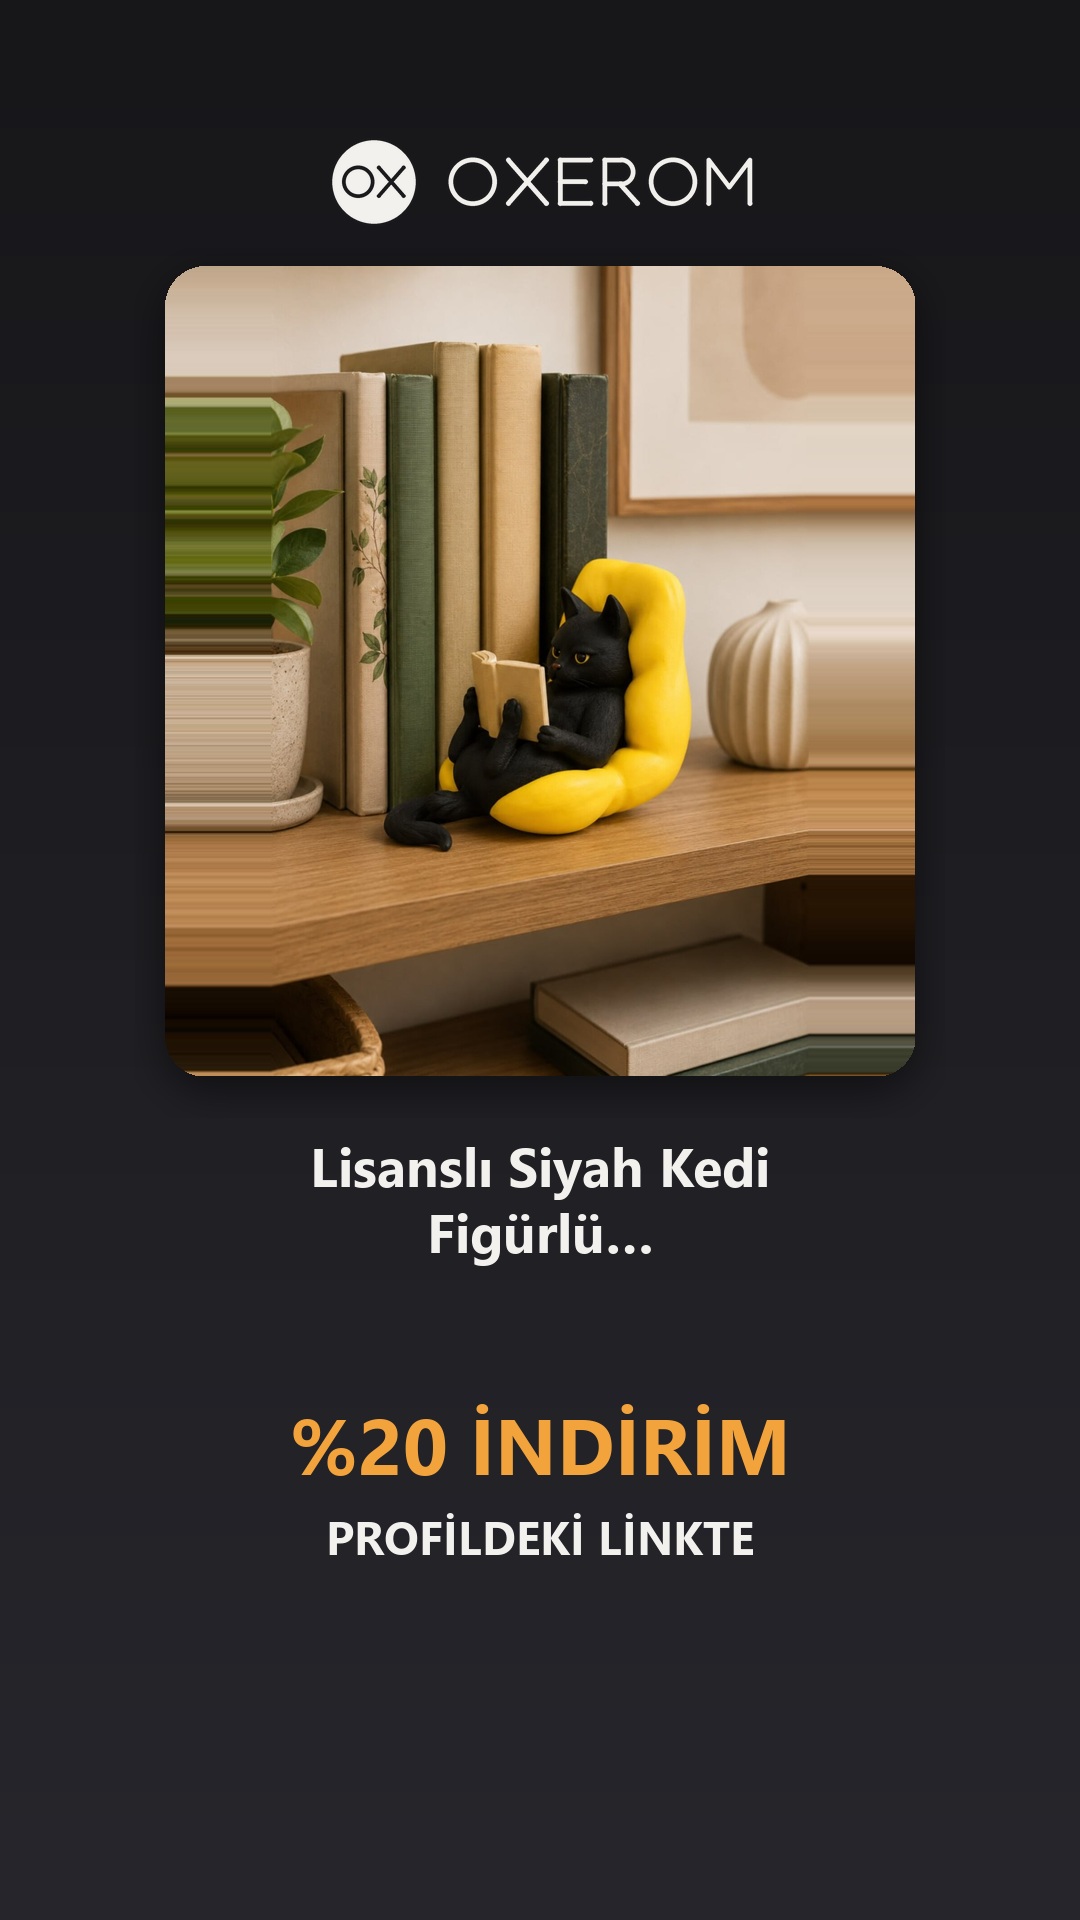 OX OXEROM
Lisanslı Siyah Kedi
Figürlü...
%20 İNDİRİM
PROFİLDEKİ LİNKTE